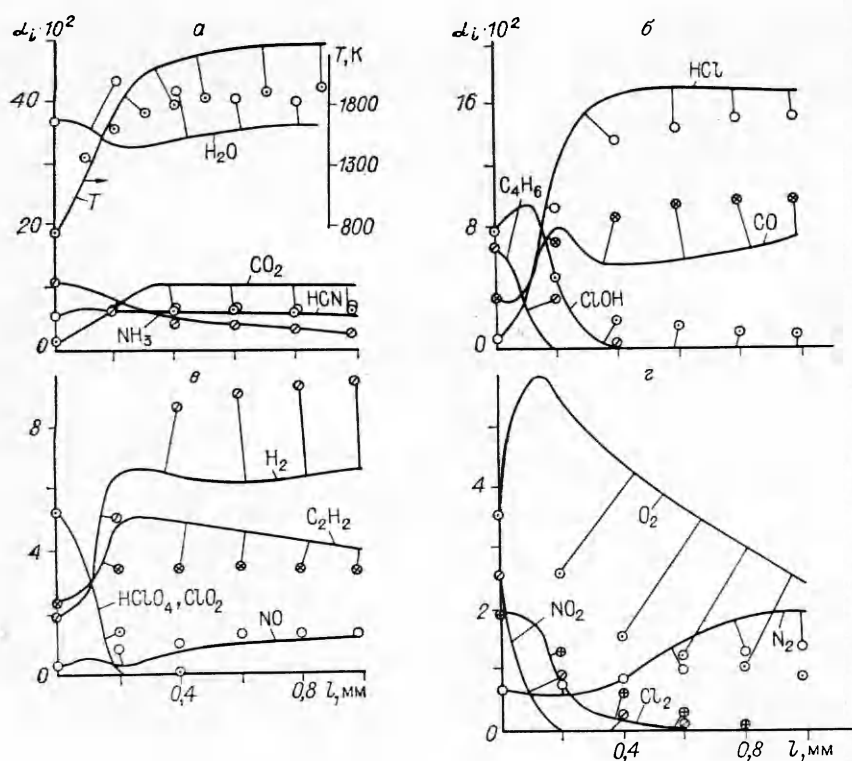 αᵢ·10² а T,К
40
1900
H₂O
1500
20
T
800
CO₂
HCN
NH₃
0
αᵢ·10² б
HCl
16
C₄H₆
8
CO
ClOH
0
в
8
H₂
C₂H₂
4
HClO₄, ClO₂
NO
0
0,4 0,8 l, мм
г
4
O₂
NO₂
2
N₂
Cl₂
0
0,4 0,8 l, мм